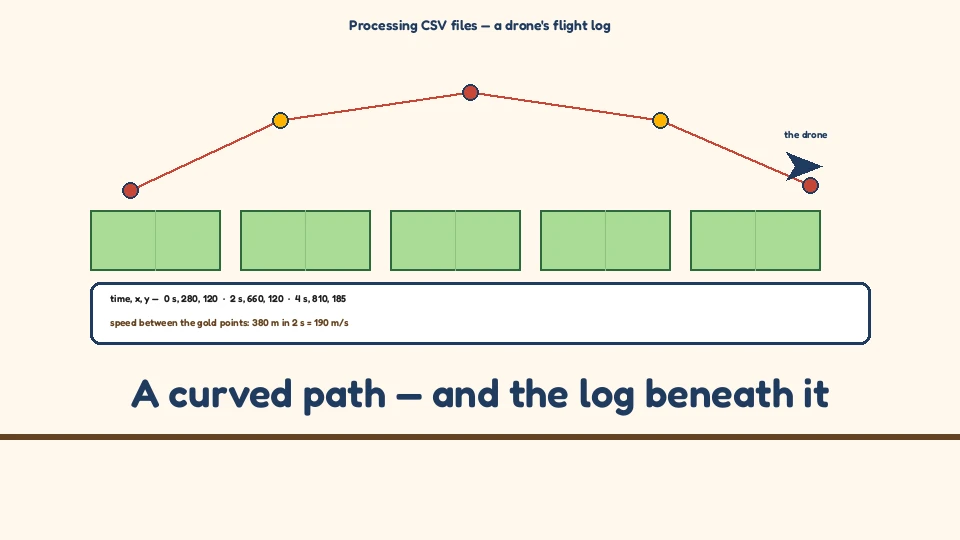 Processing CSV files — a drone's flight log
the drone
time, x, y — 0 s, 280, 120 · 2 s, 660, 120 · 4 s, 810, 185
speed between the gold points: 380 m in 2 s = 190 m/s
A curved path — and the log beneath it